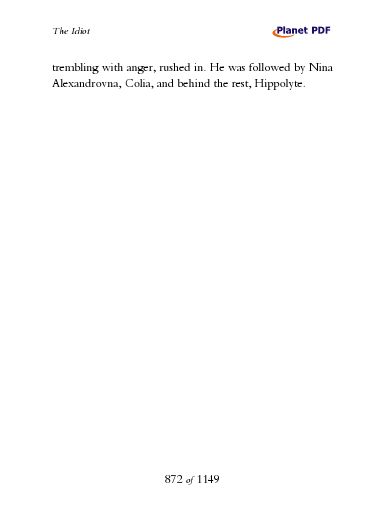 The Idiot
Planet PDF
trembling with anger, rushed in. He was followed by Nina
Alexandrovna, Colia, and behind the rest, Hippolyte.
872 of 1149